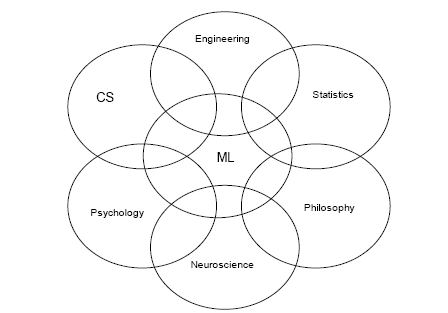 Engineering
CS
Statistics
ML
Psychology
Philosophy
Neuroscience